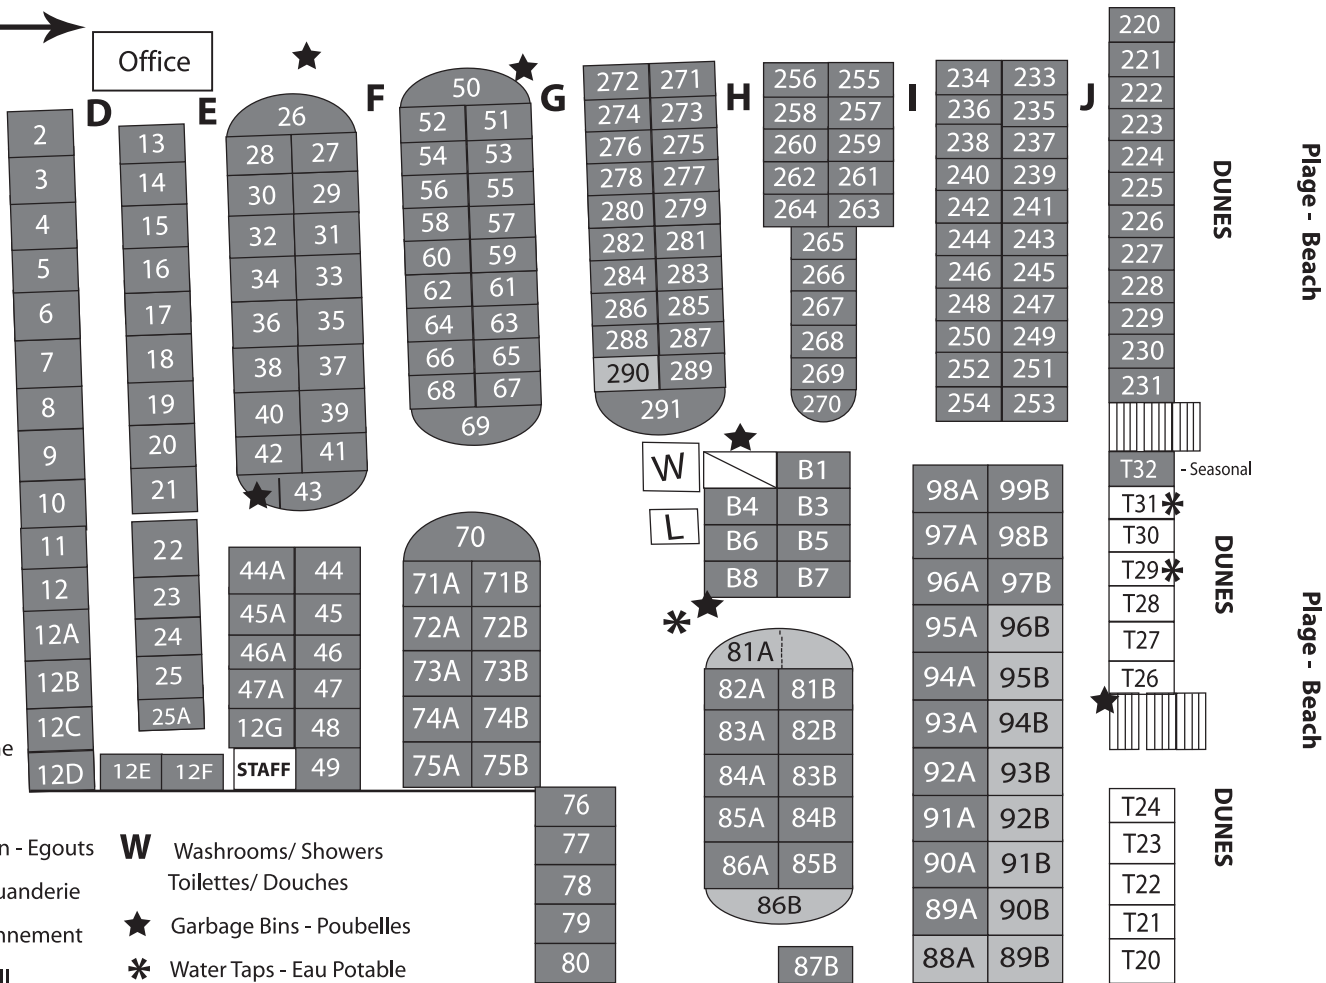 Office
D
E
F
G
H
I
J
2
3
4
5
6
7
8
9
10
11
12
12A
12B
12C
12D
13
14
15
16
17
18
19
20
21
22
23
24
25
25A
12E 12F
26
28 27
30 29
32 31
34 33
36 35
38 37
40 39
42 41
43
44A 44
45A 45
46A 46
47A 47
12G 48
STAFF 49
50
52 51
54 53
56 55
58 57
60 59
62 61
64 63
66 65
68 67
69
70
71A 71B
72A 72B
73A 73B
74A 74B
75A 75B
76
77
78
79
80
272 271
274 273
276 275
278 277
280 279
282 281
284 283
286 285
288 287
290 289
291
W
L
B1
B4 B3
B6 B5
B8 B7
81A
82A 81B
83A 82B
84A 83B
85A 84B
86A 85B
86B
87B
256 255
258 257
260 259
262 261
264 263
265
266
267
268
269
270
234 233
236 235
238 237
240 239
242 241
244 243
246 245
248 247
250 249
252 251
254 253
98A 99B
97A 98B
96A 97B
95A 96B
94A 95B
93A 94B
92A 93B
91A 92B
90A 91B
89A 90B
88A 89B
220
221
222
223
224
225
226
227
228
229
230
231
T32 - Seasonal
T31
T30
T29
T28
T27
T26
T24
T23
T22
T21
T20
DUNES
DUNES
DUNES
Plage - Beach
Plage - Beach
ne
n - Egouts
uanderie
nnement
ll
W Washrooms/ Showers
Toilettes/ Douches
Garbage Bins - Poubelles
Water Taps - Eau Potable